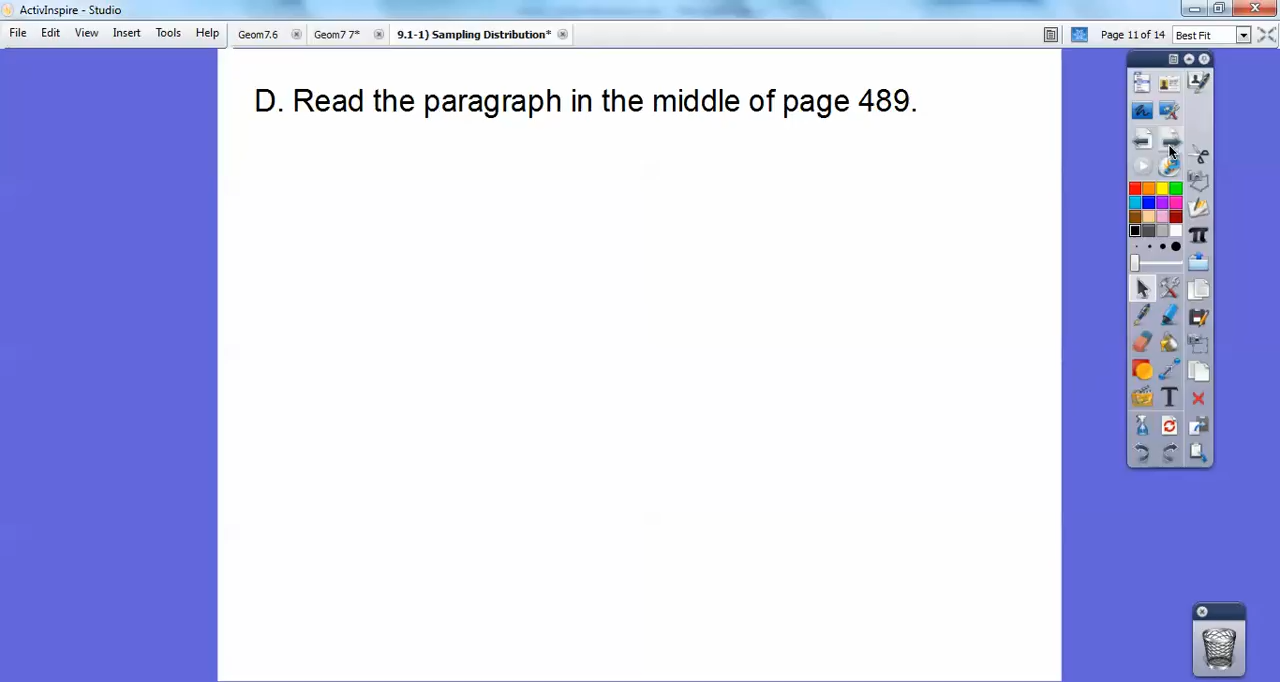 ActivInspire - Studio
File Edit View Insert Tools Help Geom7.6 Geom7 7* 9.1-1) Sampling Distribution* Page 11 of 14 Best Fit
D. Read the paragraph in the middle of page 489.